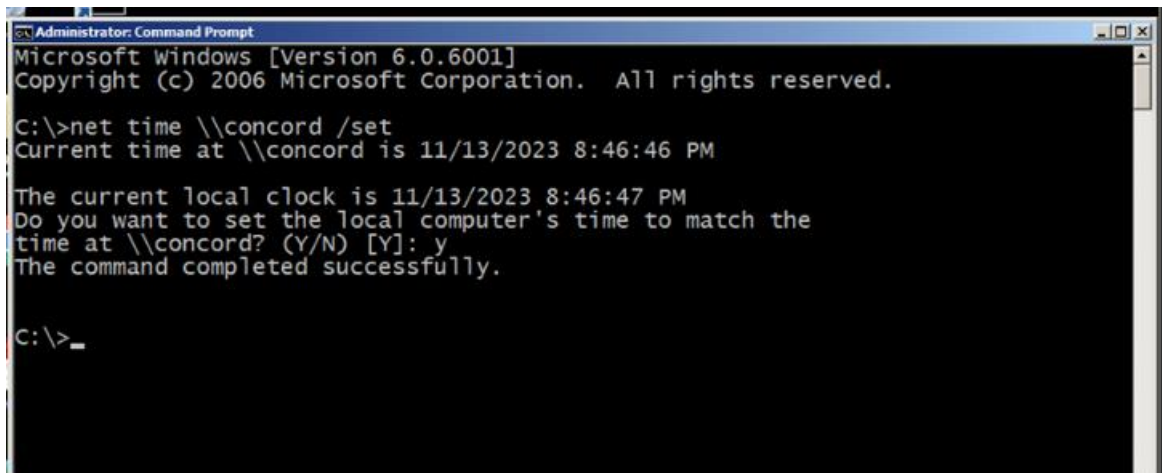 Administrator: Command Prompt
Microsoft Windows [Version 6.0.6001]
Copyright (c) 2006 Microsoft Corporation.  All rights reserved.
C:\>net time \\concord /set
Current time at \\concord is 11/13/2023 8:46:46 PM
The current local clock is 11/13/2023 8:46:47 PM
Do you want to set the local computer's time to match the
time at \\concord? (Y/N) [Y]: y
The command completed successfully.
C:\>